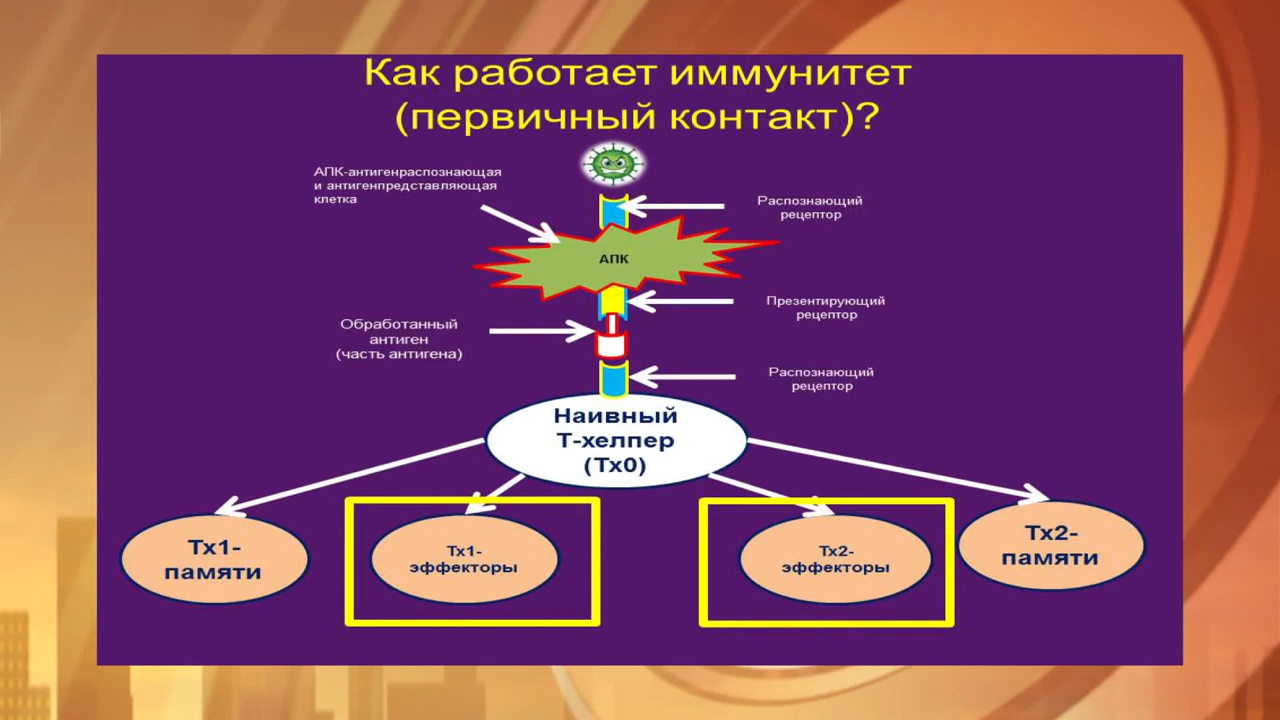 Как работает иммунитет
(первичный контакт)?
АПК-антигенраспознающая
и антигенпредставляющая
клетка
Распознающий
рецептор
АПК
Презентирующий
рецептор
Обработанный
антиген
(часть антигена)
Распознающий
рецептор
Наивный
Т-хелпер
(Тх0)
Тх1-
памяти
Тх1-
эффекторы
Тх2-
эффекторы
Тх2-
памяти